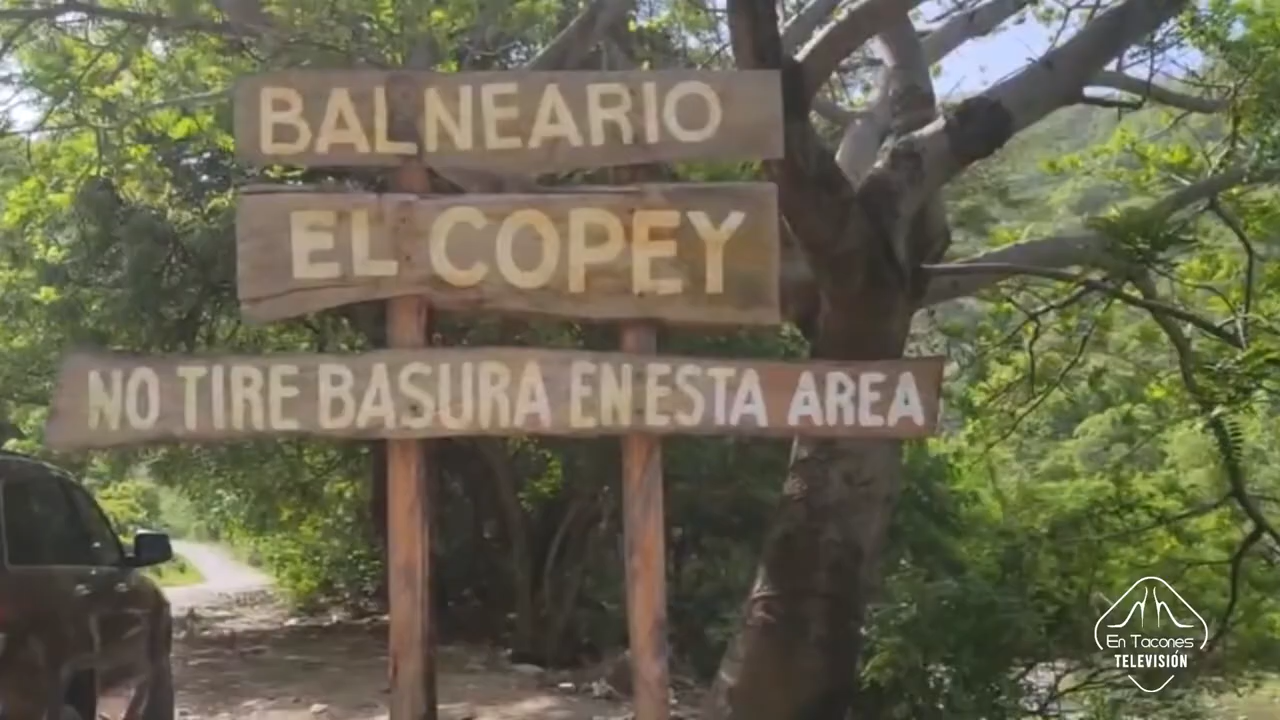 BALNEARIO
EL COPEY
NO TIRE BASURA EN ESTA AREA
En Tacones
TELEVISIÓN